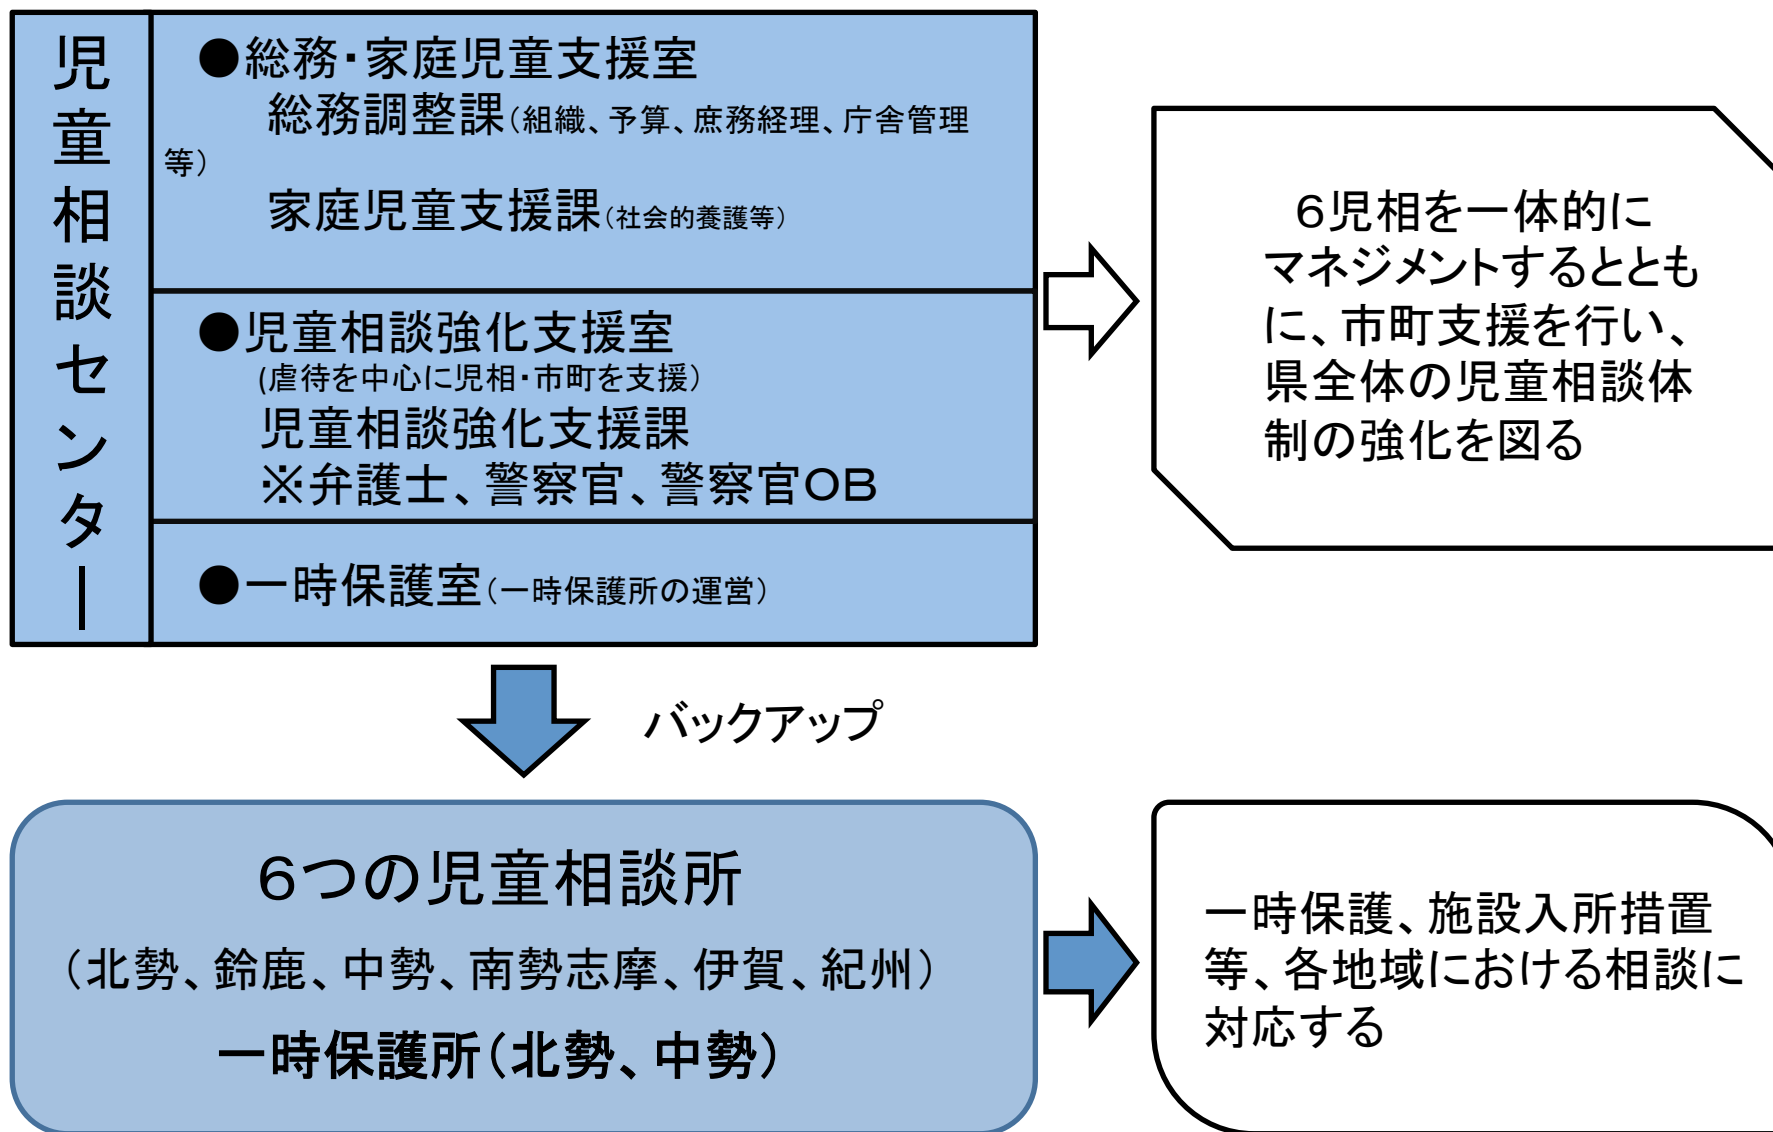 児童相談センター
●総務・家庭児童支援室
総務調整課（組織、予算、庶務経理、庁舎管理
等）
家庭児童支援課（社会的養護等）
●児童相談強化支援室
(虐待を中心に児相・市町を支援）
児童相談強化支援課
※弁護士、警察官、警察官ＯＢ
●一時保護室（一時保護所の運営）
６児相を一体的に
マネジメントするととも
に、市町支援を行い、
県全体の児童相談体
制の強化を図る
バックアップ
６つの児童相談所
（北勢、鈴鹿、中勢、南勢志摩、伊賀、紀州）
一時保護所（北勢、中勢）
一時保護、施設入所措置
等、各地域における相談に
対応する